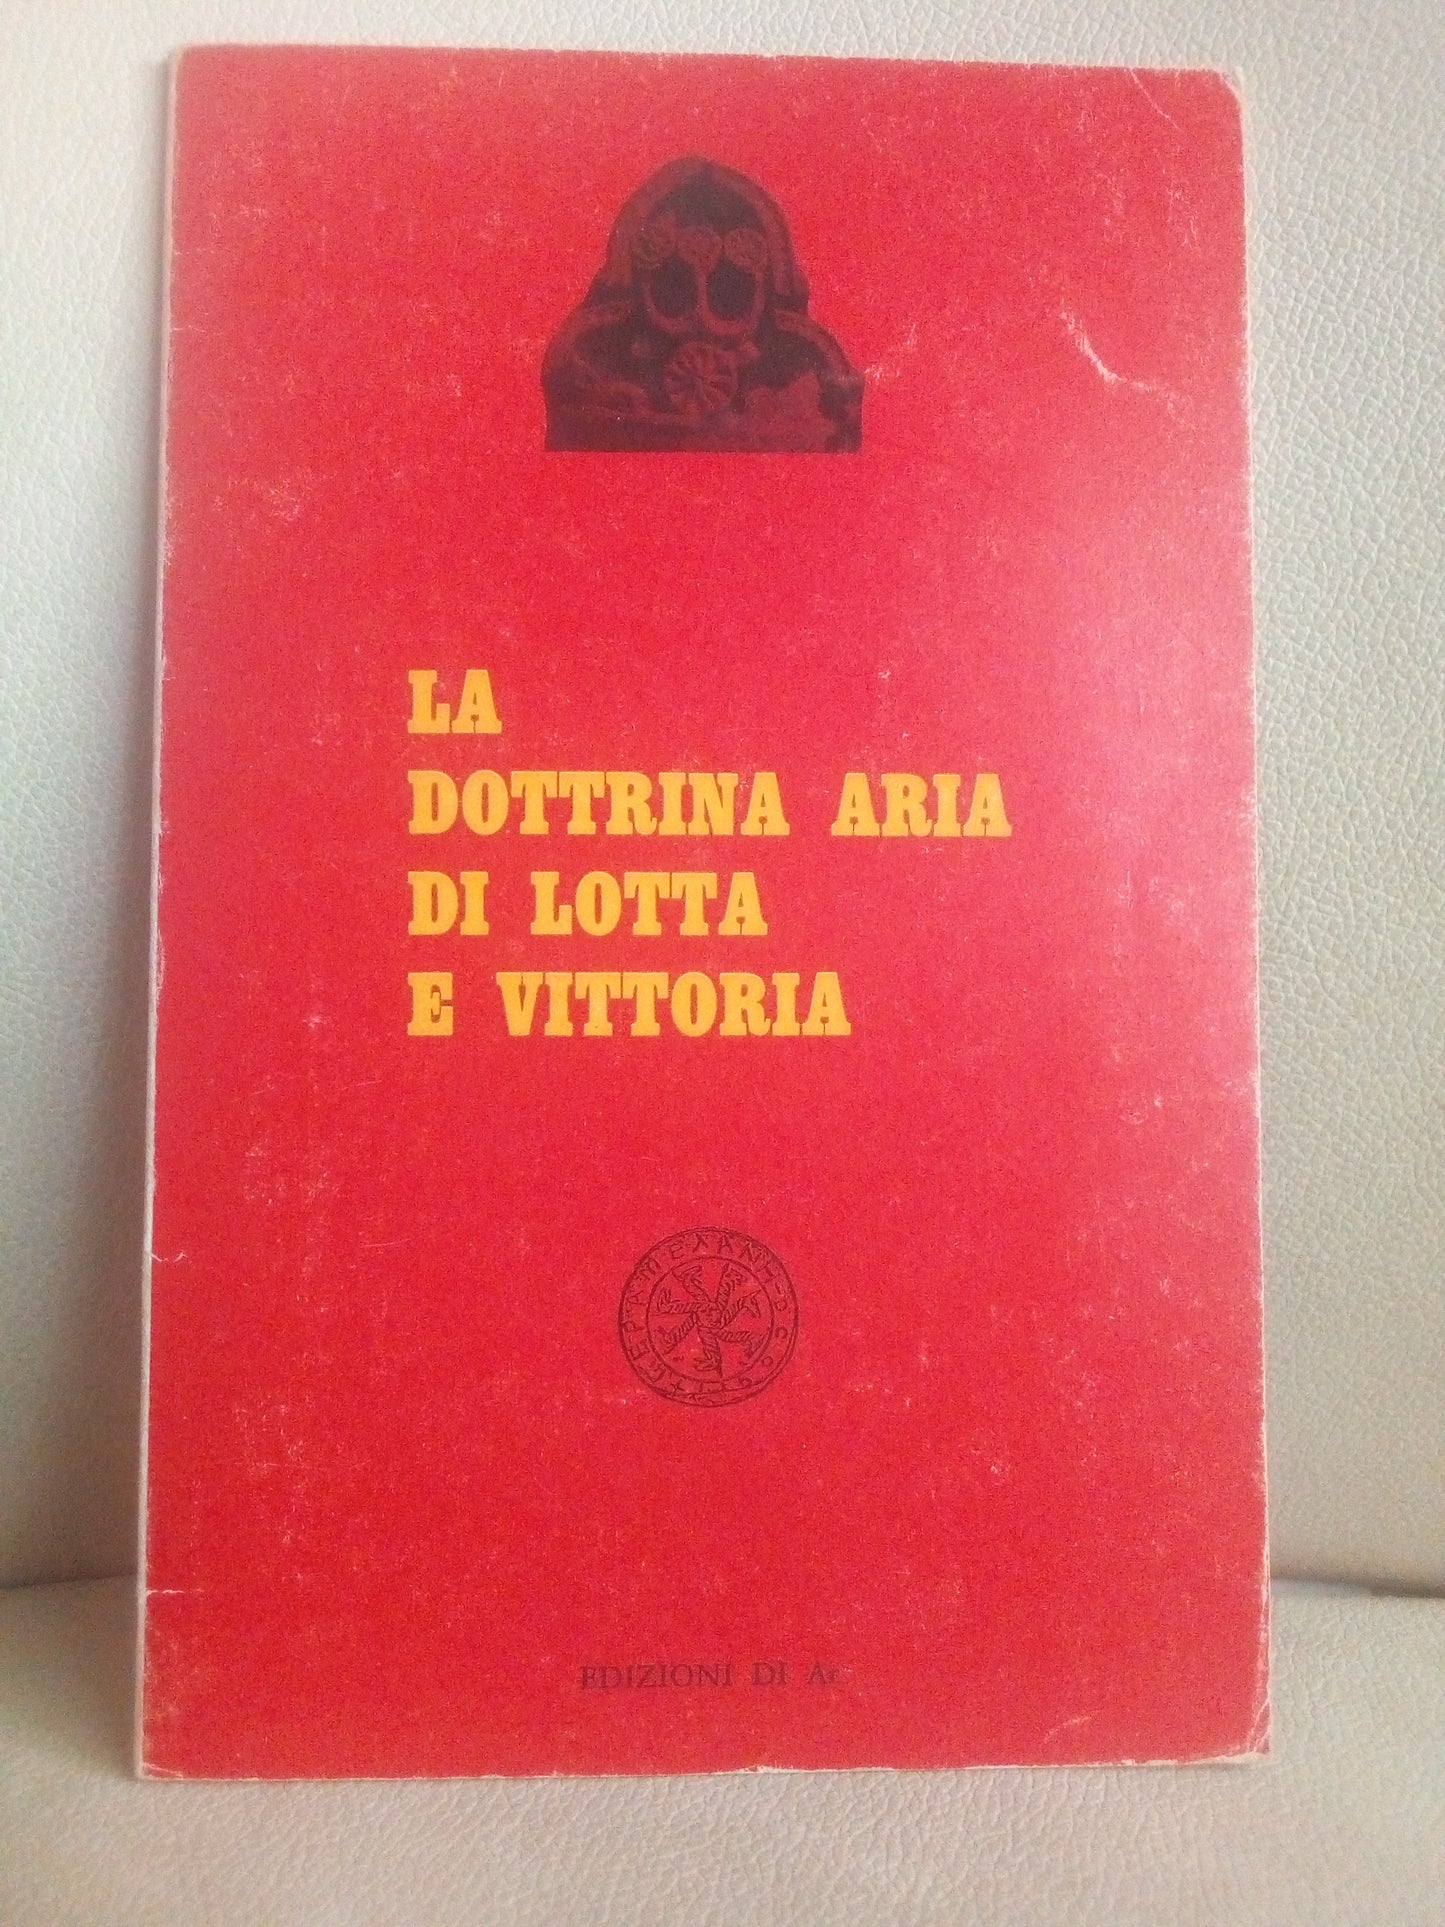 LA
DOTTRINA ARIA
DI LOTTA
E VITTORIA
EDIZIONI DI Ar